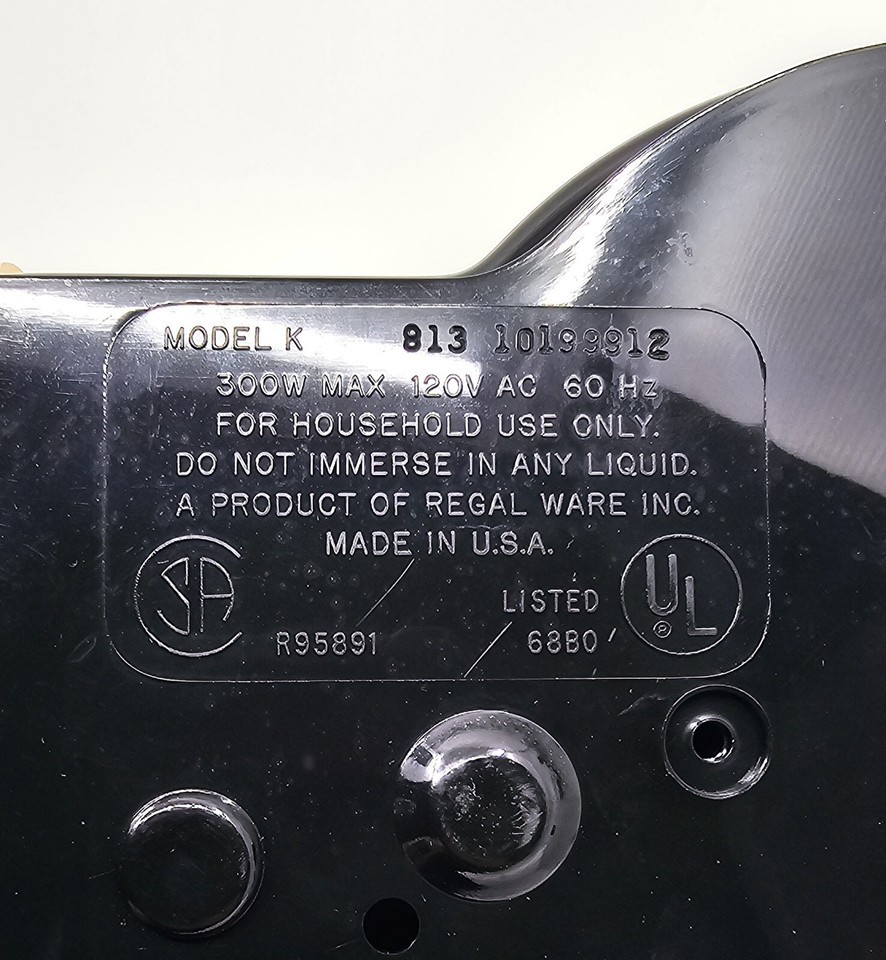 MODEL K 813 10199912
300W MAX 120V AC 60 Hz
FOR HOUSEHOLD USE ONLY.
DO NOT IMMERSE IN ANY LIQUID.
A PRODUCT OF REGAL WARE INC.
MADE IN U.S.A.
SA
R95891
LISTED
68B0
UL
®